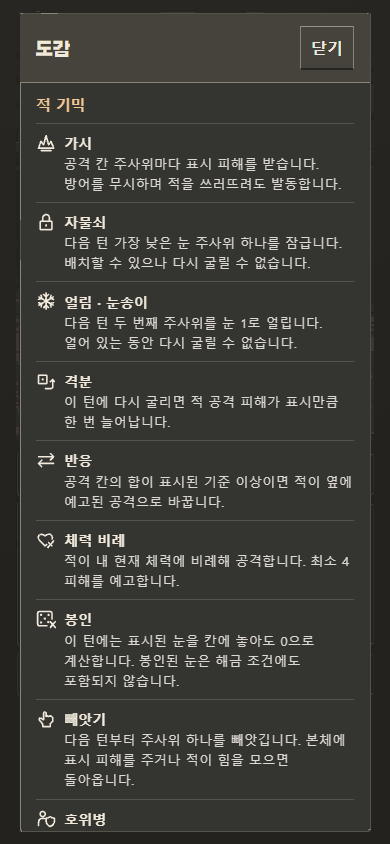 도감
닫기
적 기믹
가시
공격 칸 주사위마다 표시 피해를 받습니다.
방어를 무시하며 적을 쓰러뜨려도 발동합니다.
자물쇠
다음 턴 가장 낮은 눈 주사위 하나를 잠급니다.
배치할 수 있으나 다시 굴릴 수 없습니다.
얼림 · 눈송이
다음 턴 두 번째 주사위를 눈 1로 얼립니다.
얼어 있는 동안 다시 굴릴 수 없습니다.
격분
이 턴에 다시 굴리면 적 공격 피해가 표시만큼
한 번 늘어납니다.
반응
공격 칸의 합이 표시된 기준 이상이면 적이 옆에
예고된 공격으로 바꿉니다.
체력 비례
적이 내 현재 체력에 비례해 공격합니다. 최소 4
피해를 예고합니다.
봉인
이 턴에는 표시된 눈을 칸에 놓아도 0으로
계산합니다. 봉인된 눈은 해금 조건에도
포함되지 않습니다.
빼앗기
다음 턴부터 주사위 하나를 빼앗깁니다. 본체에
표시 피해를 주거나 적이 힘을 모으면
돌아옵니다.
호위병